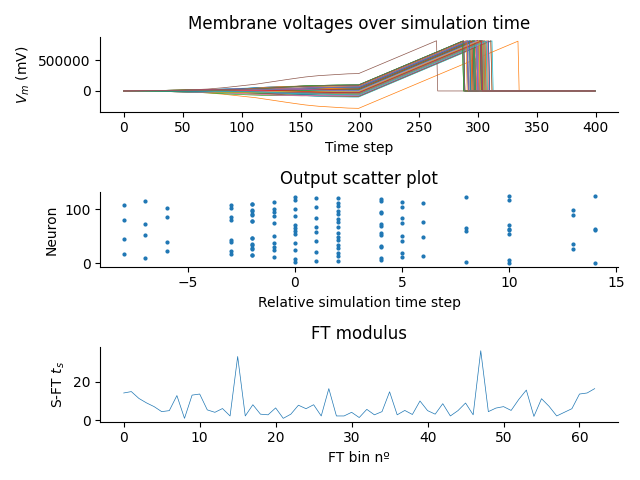 Membrane voltages over simulation time
500000
0
V_m (mV)
0 50 100 150 200 250 300 350 400
Time step
Output scatter plot
100
0
Neuron
−5 0 5 10 15
Relative simulation time step
FT modulus
20
0
S-FT t_s
0 10 20 30 40 50 60
FT bin nº